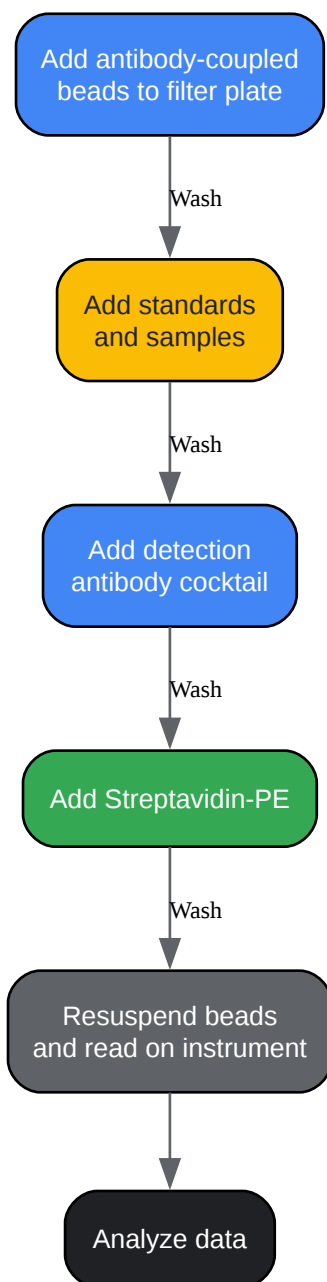 Add antibody-coupled
beads to filter plate
Wash
Add standards
and samples
Wash
Add detection
antibody cocktail
Wash
Add Streptavidin-PE
Wash
Resuspend beads
and read on instrument
Analyze data